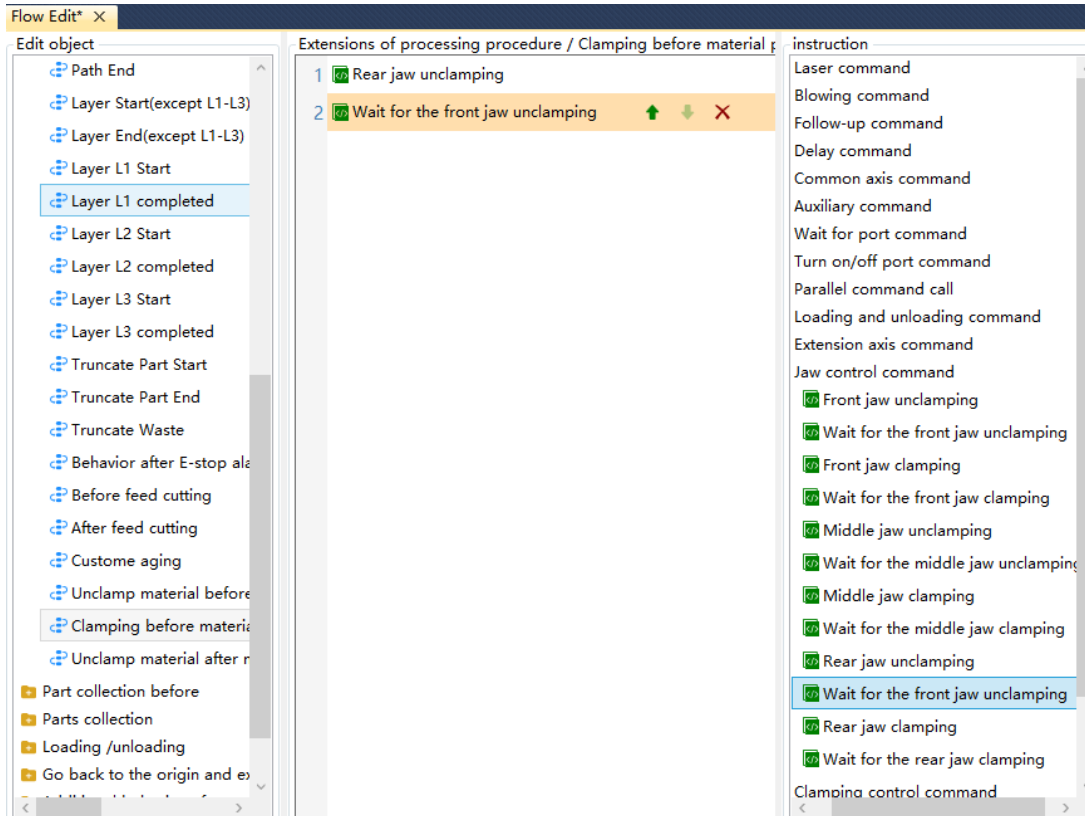 Flow Edit* ×
Edit object
Path End
Layer Start(except L1-L3)
Layer End(except L1-L3)
Layer L1 Start
Layer L1 completed
Layer L2 Start
Layer L2 completed
Layer L3 Start
Layer L3 completed
Truncate Part Start
Truncate Part End
Truncate Waste
Behavior after E-stop ala
Before feed cutting
After feed cutting
Custome aging
Unclamp material before
Clamping before materia
Unclamp material after
Part collection before
Parts collection
Loading /unloading
Go back to the origin and ex
Extensions of processing procedure / Clamping before material p
1 Rear jaw unclamping
2 Wait for the front jaw unclamping
instruction
Laser command
Blowing command
Follow-up command
Delay command
Common axis command
Auxiliary command
Wait for port command
Turn on/off port command
Parallel command call
Loading and unloading command
Extension axis command
Jaw control command
Front jaw unclamping
Wait for the front jaw unclamping
Front jaw clamping
Wait for the front jaw clamping
Middle jaw unclamping
Wait for the middle jaw unclamping
Middle jaw clamping
Wait for the middle jaw clamping
Rear jaw unclamping
Wait for the front jaw unclamping
Rear jaw clamping
Wait for the rear jaw clamping
Clamping control command